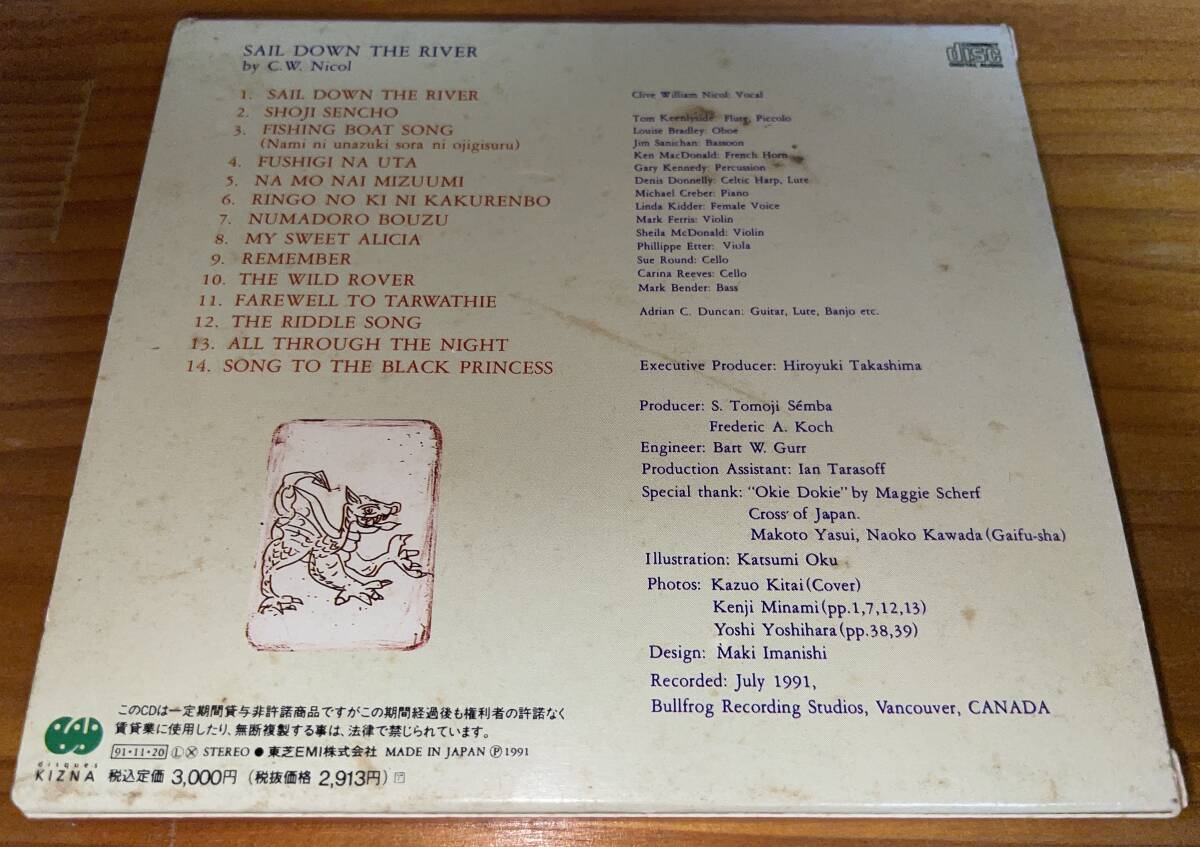 SAIL DOWN THE RIVER
by C.W. Nicol
1. SAIL DOWN THE RIVER
2. SHOJI SENCHO
3. FISHING BOAT SONG
(Nami ni unazuki sora ni ojigisuru)
4. FUSHIGI NA UTA
5. NA MO NAI MIZUUMI
6. RINGO NO KI NI KAKURENBO
7. NUMADORO BOUZU
8. MY SWEET ALICIA
9. REMEMBER
10. THE WILD ROVER
11. FAREWELL TO TARWATHIE
12. THE RIDDLE SONG
13. ALL THROUGH THE NIGHT
14. SONG TO THE BLACK PRINCESS
disc
DIGITAL AUDIO
Clive William Nicol: Vocal
Tom Keenlyside: Flute, Piccolo
Louise Bradley: Oboe
Jim Sanichan: Bassoon
Ken MacDonald: French Horn
Gary Kennedy: Percussion
Denis Donnelly: Celtic Harp, Lute
Michael Creber: Piano
Linda Kidder: Female Voice
Mark Ferris: Violin
Sheila McDonald: Violin
Phillippe Etter: Viola
Sue Round: Cello
Carina Reeves: Cello
Mark Bender: Bass
Adrian C. Duncan: Guitar, Lute, Banjo etc.
Executive Producer: Hiroyuki Takashima
Producer: S. Tomoji Sémba
Frederic A. Koch
Engineer: Bart W. Gurr
Production Assistant: Ian Tarasoff
Special thank: "Okie Dokie" by Maggie Scherf
Cross of Japan.
Makoto Yasui, Naoko Kawada (Gaifu-sha)
Illustration: Katsumi Oku
Photos: Kazuo Kitai (Cover)
Kenji Minami (pp.1,7,12,13)
Yoshi Yoshihara (pp.38,39)
Design: Maki Imanishi
Recorded: July 1991,
Bullfrog Recording Studios, Vancouver, CANADA
このCDは一定期間貸与非許諾商品ですがこの期間経過後も権利者の許諾なく
賃貸業に使用したり、無断複製する事は、法律で禁じられています。
91・11・20 Ⓛ Ⓧ STEREO ● 東芝EMI株式会社 MADE IN JAPAN Ⓟ 1991
disques
KIZNA
税込定価 3,000円 (税抜価格 2,913円)